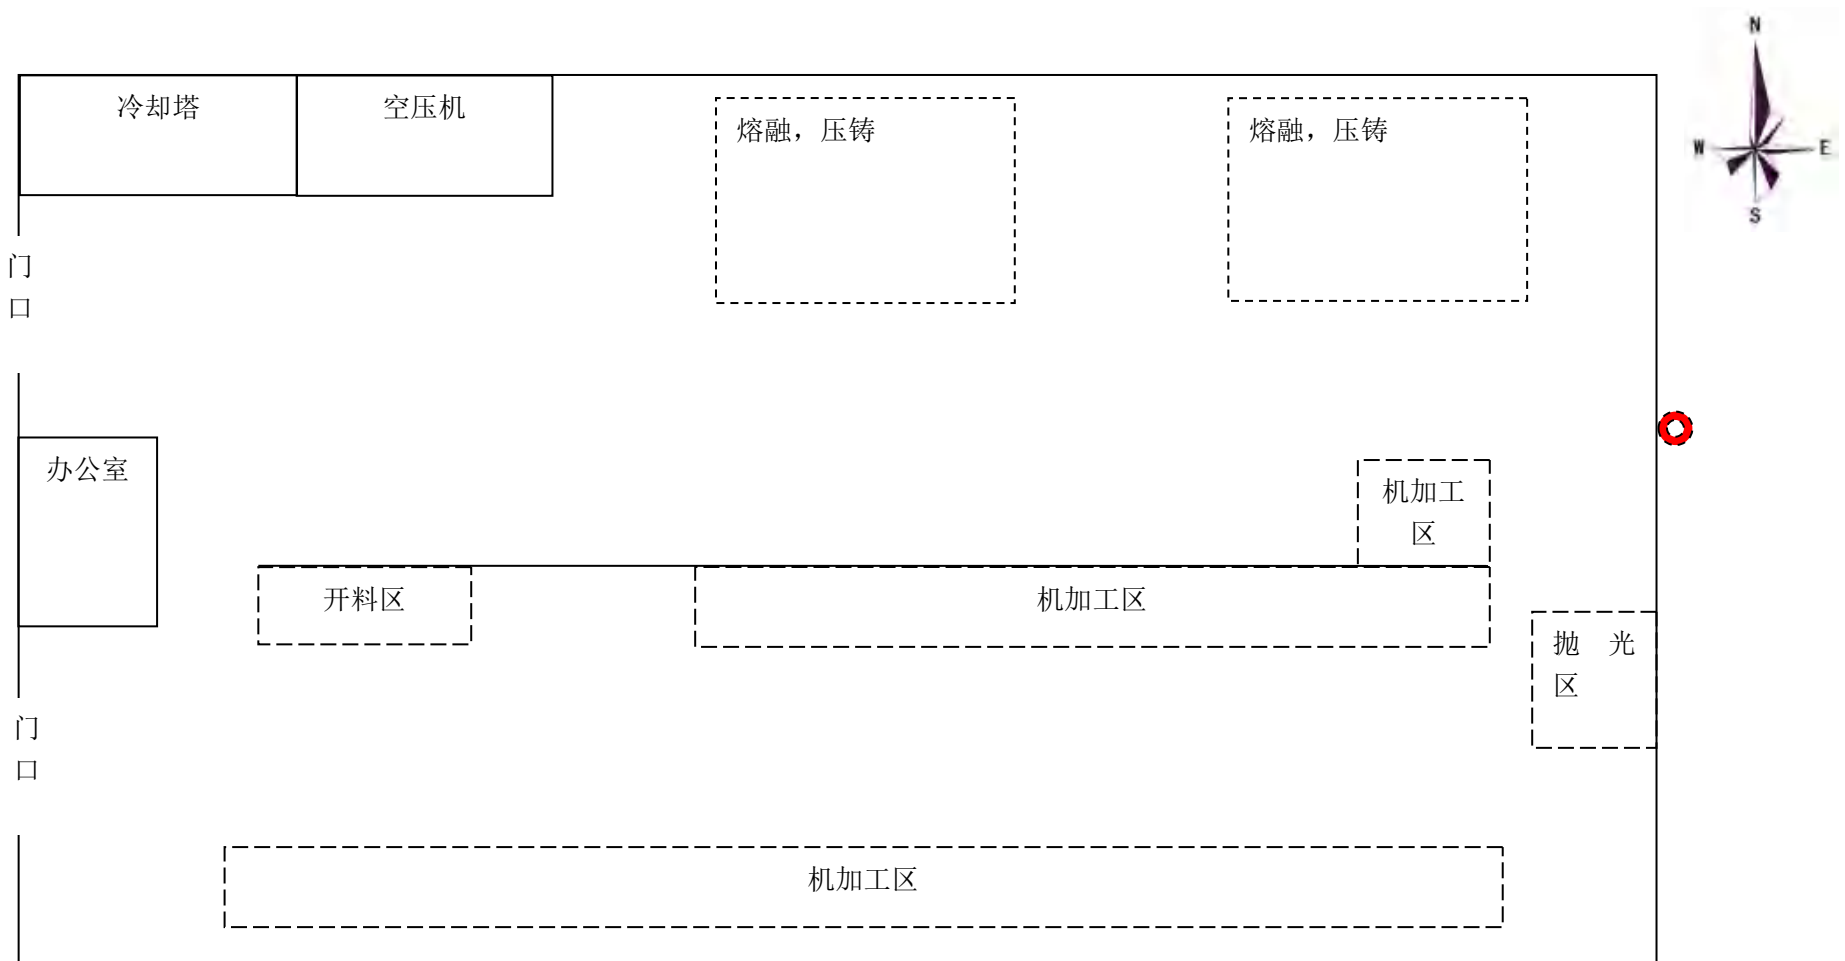 N
冷却塔
空压机
熔融，压铸
熔融，压铸
W
E
S
门
口
办公室
机加工
区
开料区
机加工区
抛 光
区
门
口
机加工区